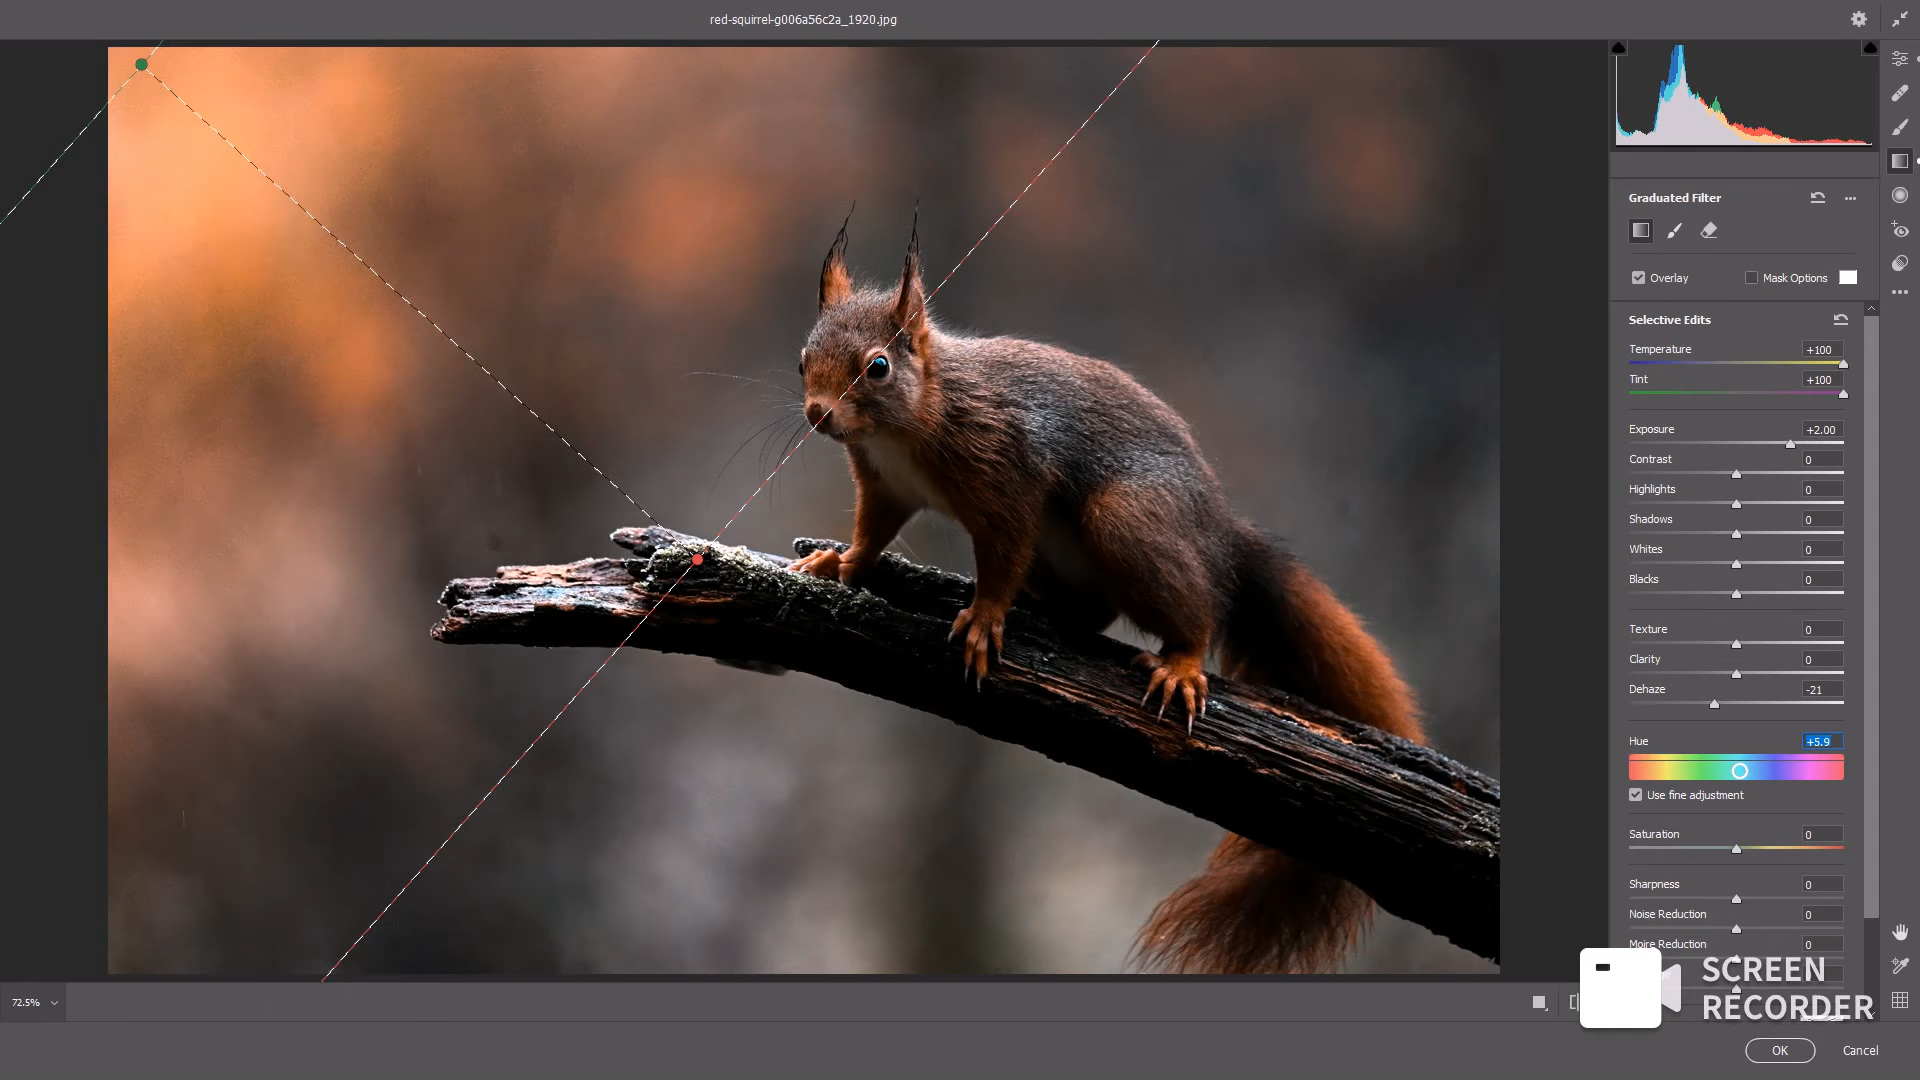 red-squirrel-g006a56c2a_1920.jpg
Graduated Filter
Overlay
Mask Options
Selective Edits
Temperature +100
Tint +100
Exposure +2.00
Contrast 0
Highlights 0
Shadows 0
Whites 0
Blacks 0
Texture 0
Clarity 0
Dehaze -21
Hue +5.9
Use fine adjustment
Saturation 0
Sharpness 0
Noise Reduction 0
Moire Reduction 0
72.5%
SCREEN
RECORDER
OK Cancel